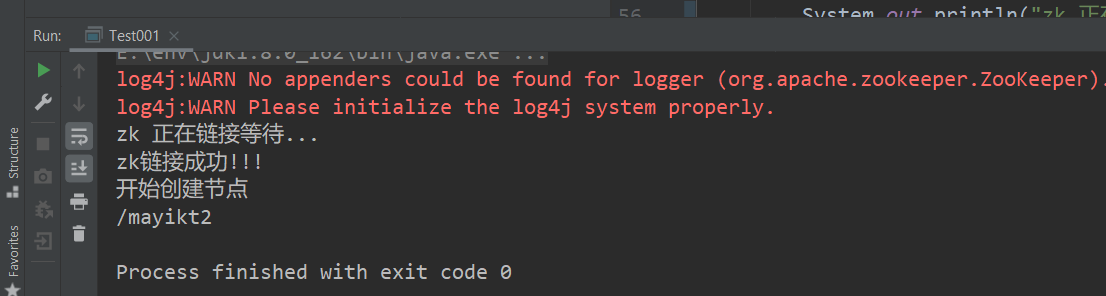 56
System.out.println("zk 正在
Run:
Test001
E:\env\jdk1.8.0_162\bin\java.exe ...
log4j:WARN No appenders could be found for logger (org.apache.zookeeper.ZooKeeper).
log4j:WARN Please initialize the log4j system properly.
zk 正在链接等待...
zk链接成功!!!
开始创建节点
/mayikt2
Process finished with exit code 0
Structure
Favorites